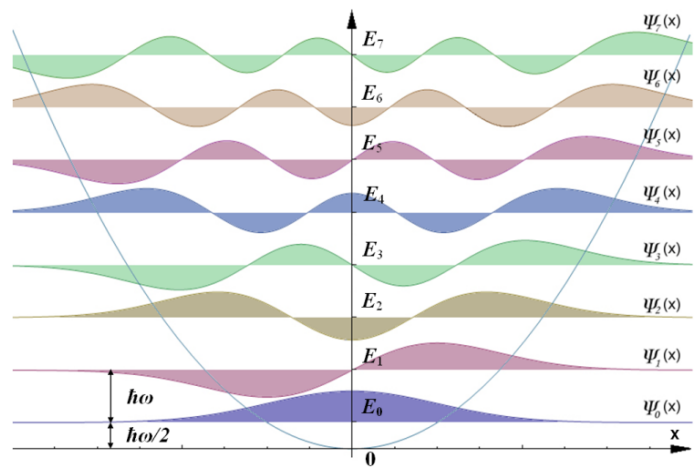 E₇ Ψ₇(x)
E₆ Ψ₆(x)
E₅ Ψ₅(x)
E₄ Ψ₄(x)
E₃ Ψ₃(x)
E₂ Ψ₂(x)
E₁ Ψ₁(x)
ħω
E₀ Ψ₀(x)
ħω/2
x
0